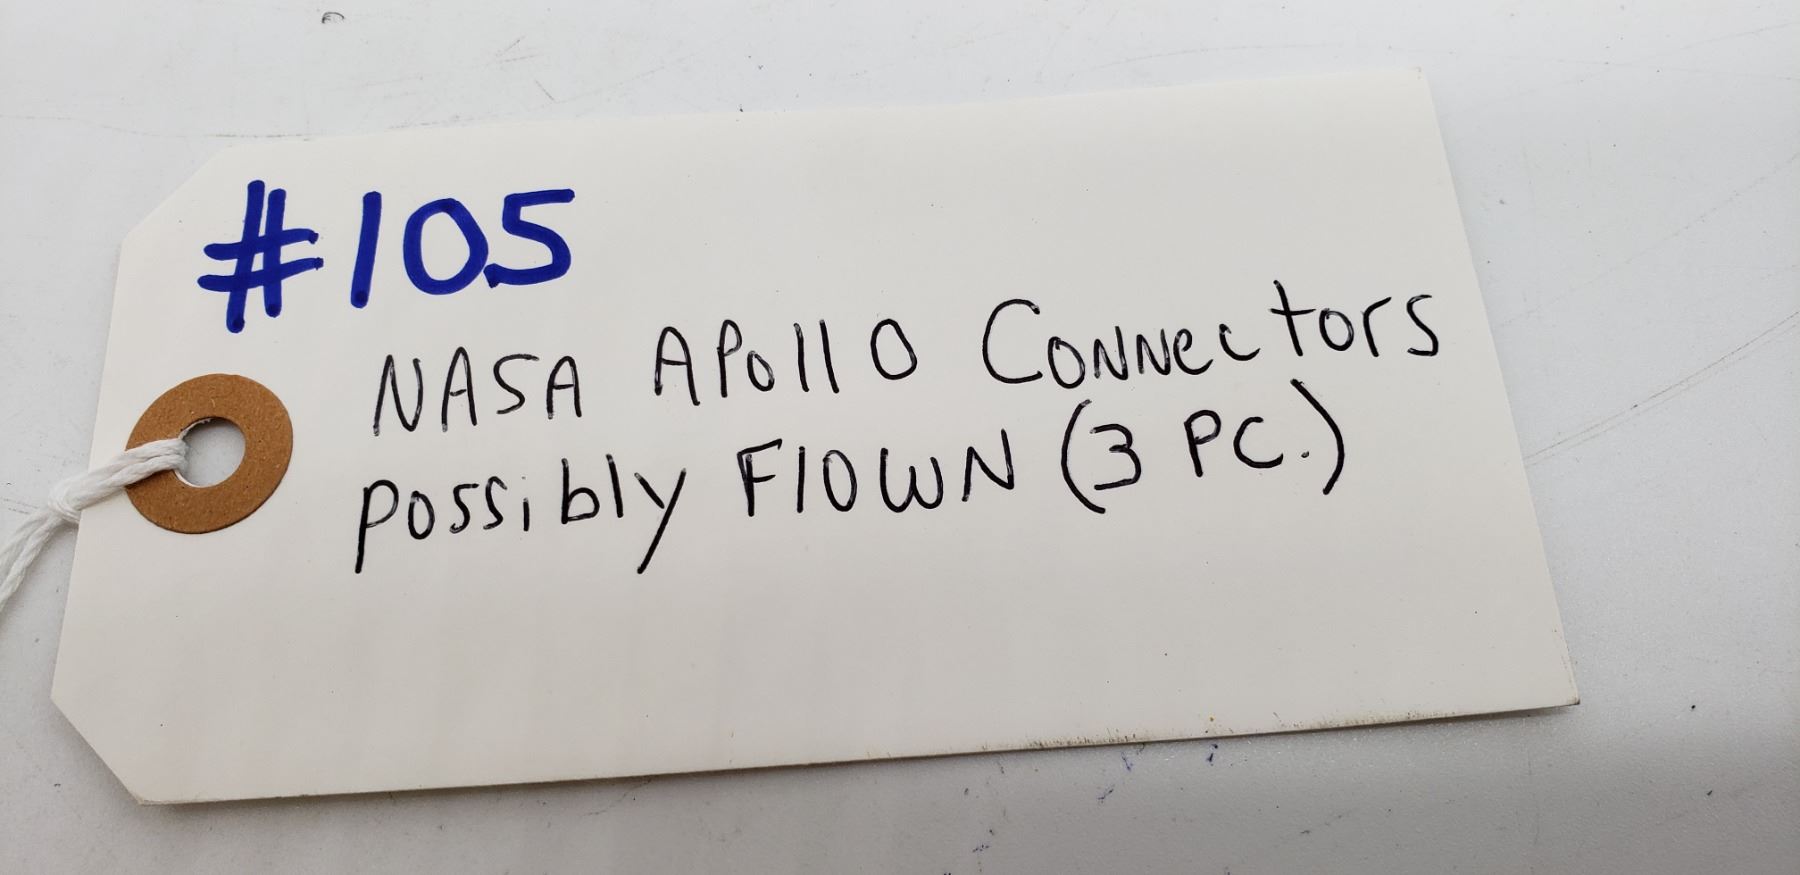 #105
NASA APollO CONNectors
possibly FlOWN (3 PC.)